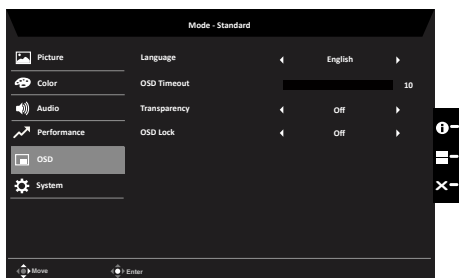 Mode - Standard
Picture
Language
English
Color
OSD Timeout
10
Audio
Transparency
Off
Performance
OSD Lock
Off
OSD
System
Move
Enter